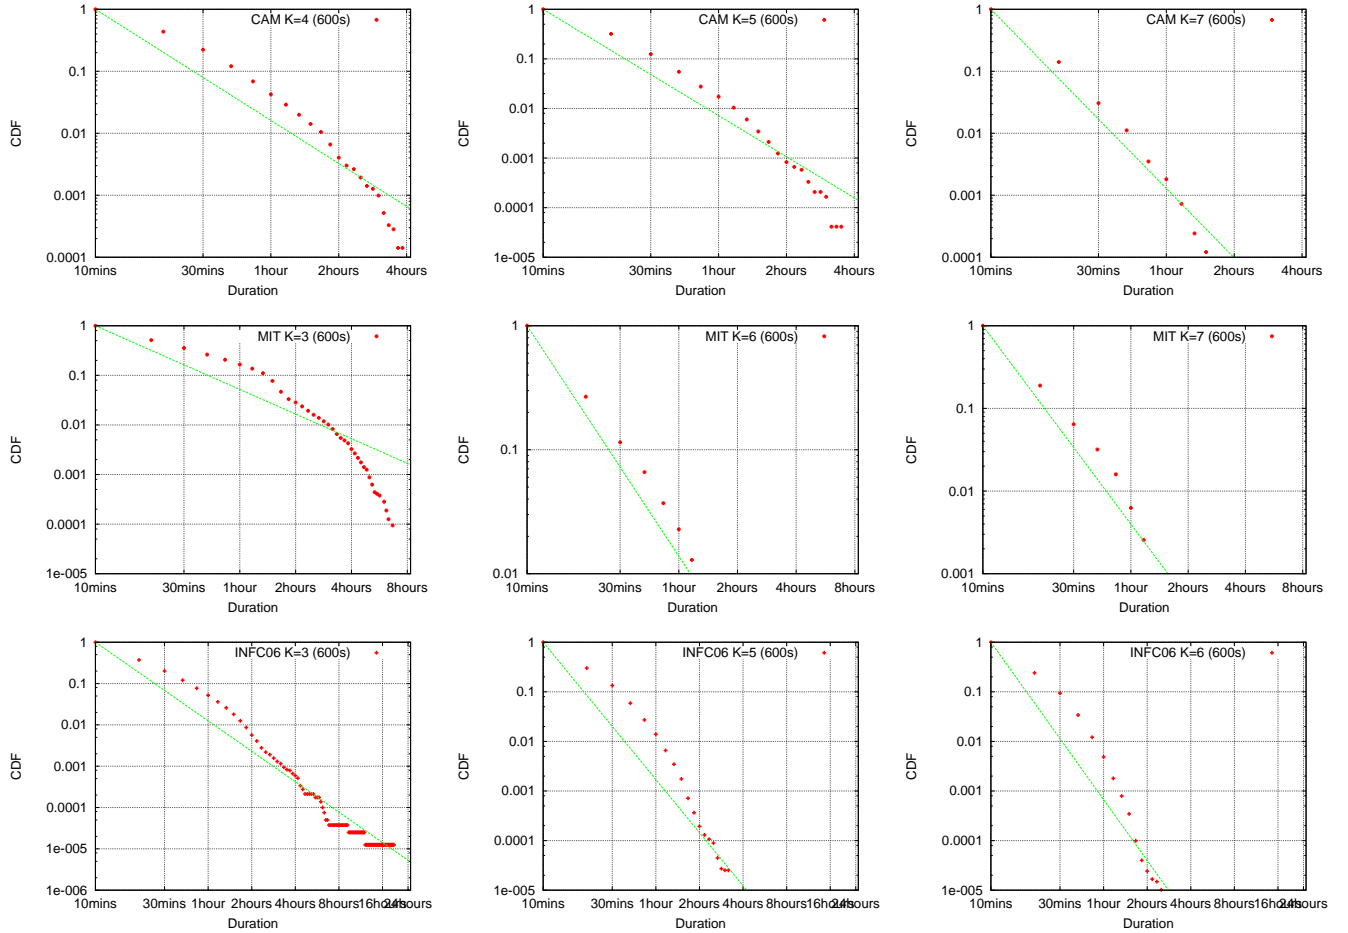 CAM K=4 (600s)
1
0.1
0.01
0.001
0.0001
CDF
10mins 30mins 1hour 2hours 4hours
Duration
CAM K=5 (600s)
1
0.1
0.01
0.001
0.0001
1e-005
CDF
10mins 30mins 1hour 2hours 4hours
Duration
CAM K=7 (600s)
1
0.1
0.01
0.001
0.0001
CDF
10mins 30mins 1hour 2hours 4hours
Duration
MIT K=3 (600s)
1
0.1
0.01
0.001
0.0001
1e-005
CDF
10mins 30mins 1hour 2hours 4hours 8hours
Duration
MIT K=6 (600s)
1
0.1
0.01
CDF
10mins 30mins 1hour 2hours 4hours 8hours
Duration
MIT K=7 (600s)
1
0.1
0.01
0.001
CDF
10mins 30mins 1hour 2hours 4hours 8hours
Duration
INFC06 K=3 (600s)
1
0.1
0.01
0.001
0.0001
1e-005
1e-006
CDF
10mins 30mins 1hour 2hours 4hours 8hours 16hours 24hours
Duration
INFC06 K=5 (600s)
1
0.1
0.01
0.001
0.0001
1e-005
CDF
10mins 30mins 1hour 2hours 4hours 8hours 16hours 24hours
Duration
INFC06 K=6 (600s)
1
0.1
0.01
0.001
0.0001
1e-005
CDF
10mins 30mins 1hour 2hours 4hours 8hours 16hours 24hours
Duration